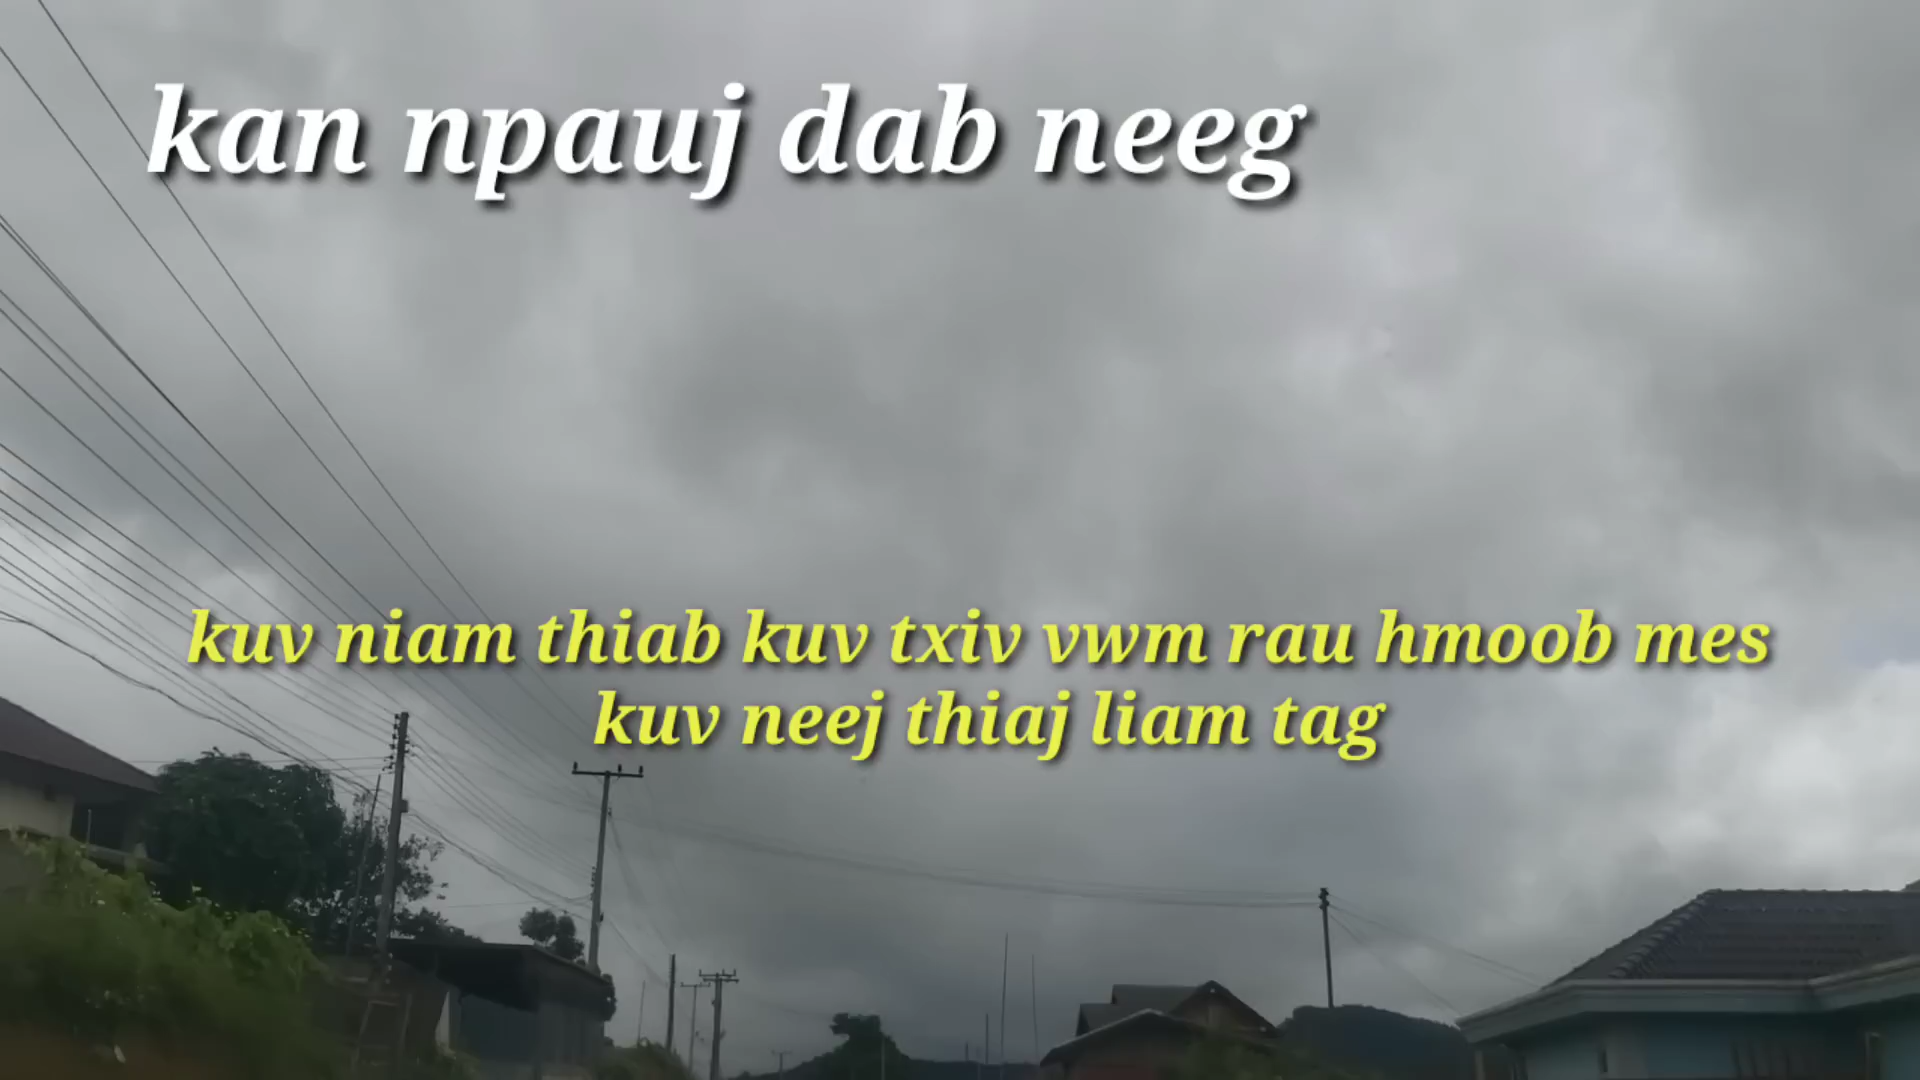 kan npauj dab neeg
kuv niam thiab kuv txiv vwm rau hmoob mes
kuv neej thiaj liam tag